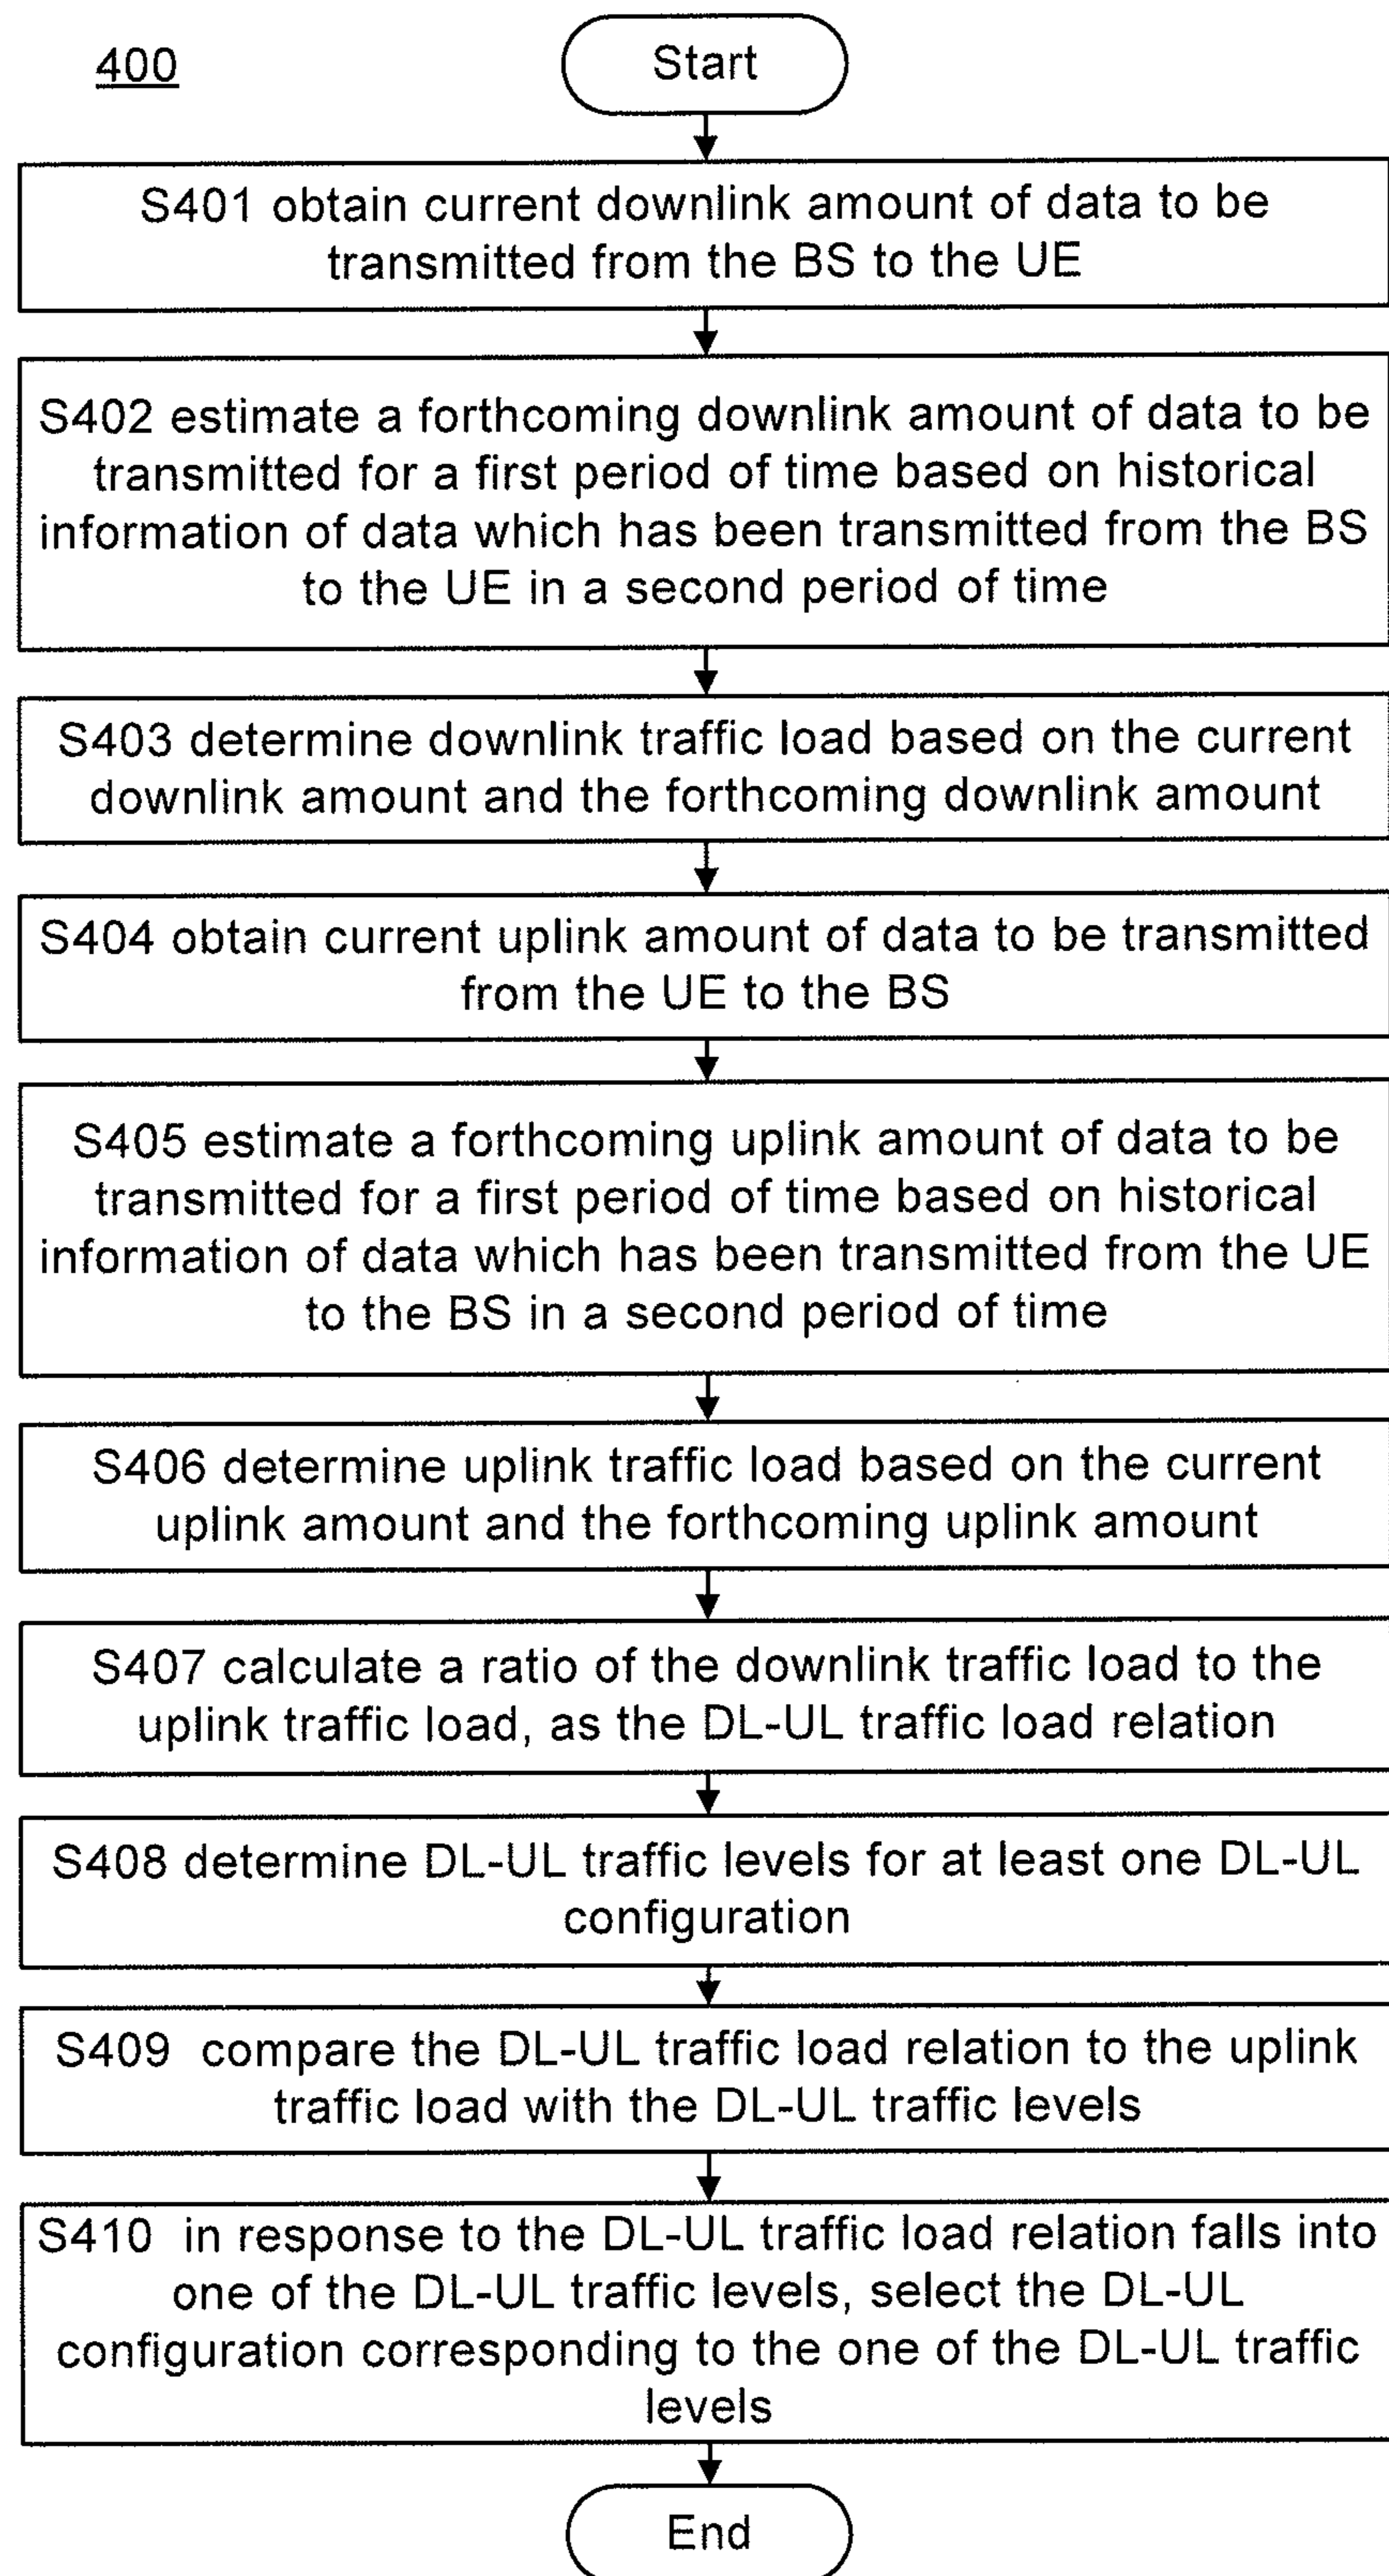 400
Start
S401 obtain current downlink amount of data to be
transmitted from the BS to the UE
S402 estimate a forthcoming downlink amount of data to be
transmitted for a first period of time based on historical
information of data which has been transmitted from the BS
to the UE in a second period of time
S403 determine downlink traffic load based on the current
downlink amount and the forthcoming downlink amount
S404 obtain current uplink amount of data to be transmitted
from the UE to the BS
S405 estimate a forthcoming uplink amount of data to be
transmitted for a first period of time based on historical
information of data which has been transmitted from the UE
to the BS in a second period of time
S406 determine uplink traffic load based on the current
uplink amount and the forthcoming uplink amount
S407 calculate a ratio of the downlink traffic load to the
uplink traffic load, as the DL-UL traffic load relation
S408 determine DL-UL traffic levels for at least one DL-UL
configuration
S409 compare the DL-UL traffic load relation to the uplink
traffic load with the DL-UL traffic levels
S410 in response to the DL-UL traffic load relation falls into
one of the DL-UL traffic levels, select the DL-UL
configuration corresponding to the one of the DL-UL traffic
levels
End